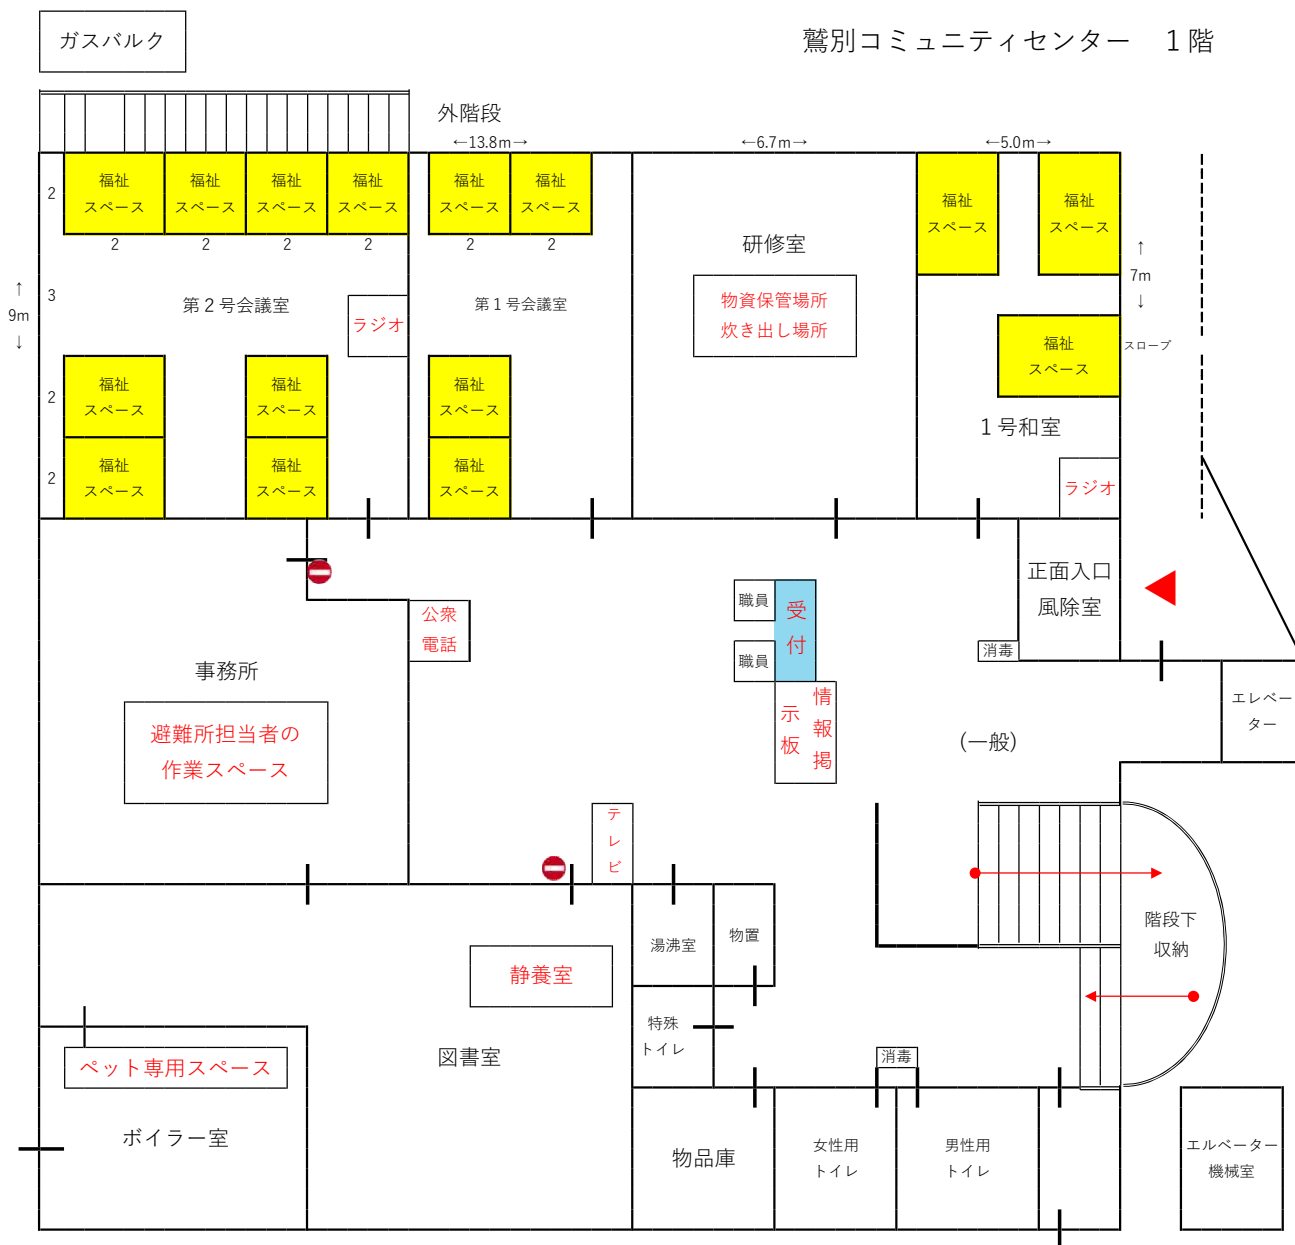 ガスバルク
鷲別コミュニティセンター　１階
外階段
←13.8m→
←6.7m→
←5.0m→
2
福祉
スペース
福祉
スペース
福祉
スペース
福祉
スペース
福祉
スペース
福祉
スペース
福祉
スペース
福祉
スペース
2
2
2
2
2
2
研修室
↑
7m
↓
↑
9m
↓
3
第２号会議室
ラジオ
第１号会議室
物資保管場所
炊き出し場所
福祉
スペース
スロープ
2
福祉
スペース
福祉
スペース
福祉
スペース
１号和室
2
福祉
スペース
福祉
スペース
福祉
スペース
ラジオ
正面入口
風除室
公衆
電話
職員
職員
受付
消毒
事務所
避難所担当者の
作業スペース
情報掲
示板
(一般)
エレベー
ター
テレビ
階段下
収納
湯沸室
物置
静養室
特殊
トイレ
図書室
消毒
ペット専用スペース
ボイラー室
物品庫
女性用
トイレ
男性用
トイレ
エルベーター
機械室